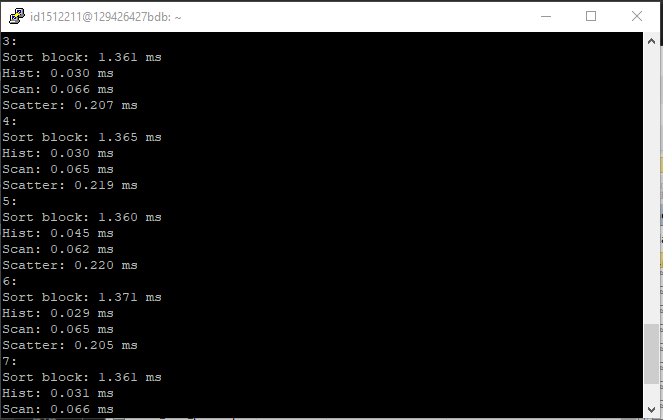 id1512211@129426427bdb: ~
3:
Sort block: 1.361 ms
Hist: 0.030 ms
Scan: 0.066 ms
Scatter: 0.207 ms
4:
Sort block: 1.365 ms
Hist: 0.030 ms
Scan: 0.065 ms
Scatter: 0.219 ms
5:
Sort block: 1.360 ms
Hist: 0.045 ms
Scan: 0.062 ms
Scatter: 0.220 ms
6:
Sort block: 1.371 ms
Hist: 0.029 ms
Scan: 0.065 ms
Scatter: 0.205 ms
7:
Sort block: 1.361 ms
Hist: 0.031 ms
Scan: 0.066 ms